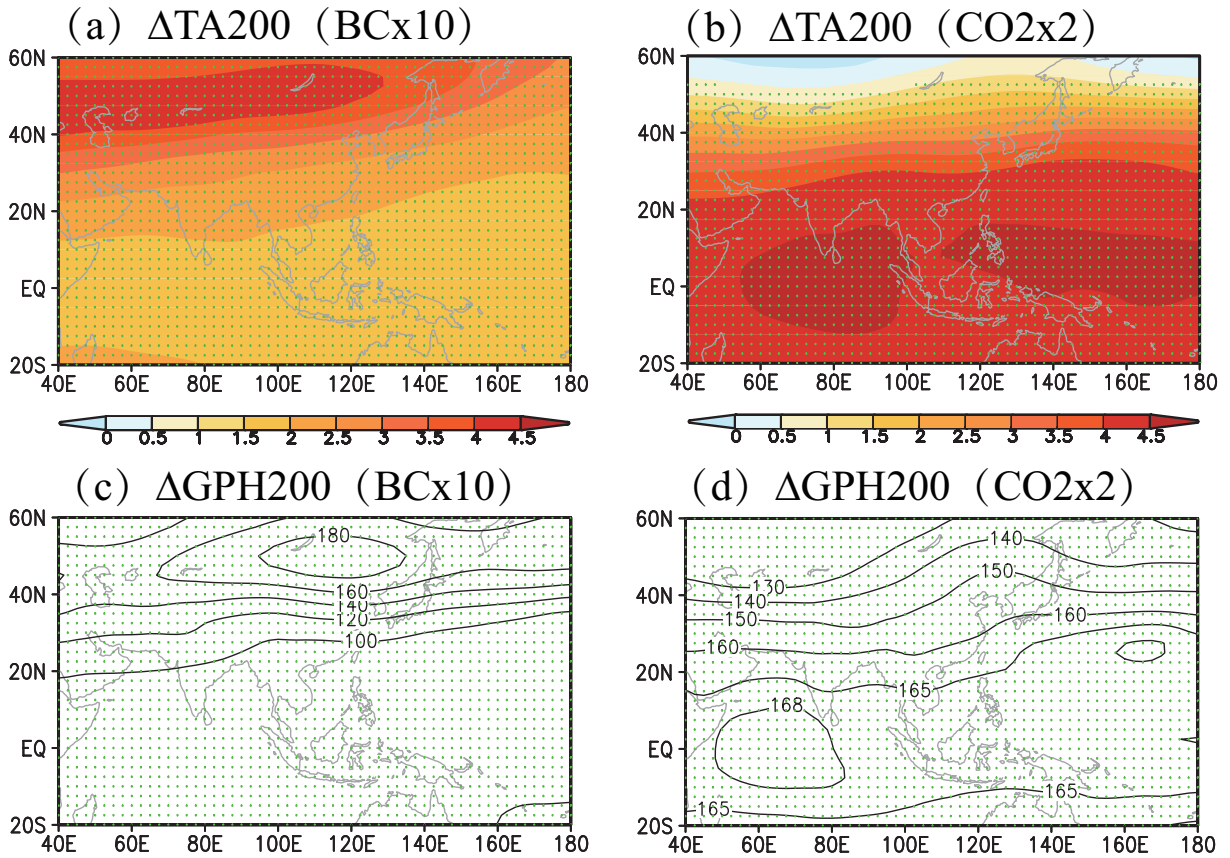 (a) ΔTA200 (BCx10)
(b) ΔTA200 (CO2x2)
60N
40N
20N
EQ
20S
40E 60E 80E 100E 120E 140E 160E 180
60N
40N
20N
EQ
20S
40E 60E 80E 100E 120E 140E 160E 180
0 0.5 1 1.5 2 2.5 3 3.5 4 4.5
0 0.5 1 1.5 2 2.5 3 3.5 4 4.5
(c) ΔGPH200 (BCx10)
(d) ΔGPH200 (CO2x2)
60N
40N
20N
EQ
20S
180
160
140
120
100
40E 60E 80E 100E 120E 140E 160E 180
60N
40N
20N
EQ
20S
140
130
150
140
150
160
160
165
168
165
165
40E 60E 80E 100E 120E 140E 160E 180